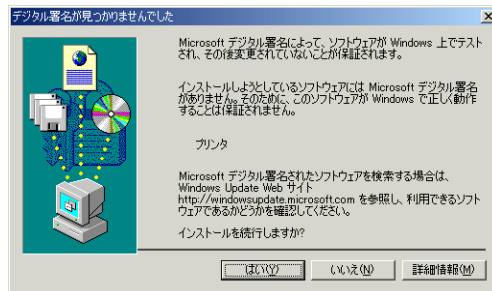 デジタル署名が見つかりませんでした
Microsoft デジタル署名によって、ソフトウェアが Windows 上でテスト
され、その後変更されていないことが保証されます。
インストールしようとしているソフトウェアには Microsoft デジタル署名
がありません。そのために、このソフトウェアが Windows で正しく動作
することは保証されません。
プリンタ
Microsoft デジタル署名されたソフトウェアを検索する場合は、
Windows Update Web サイト
http://windowsupdate.microsoft.com を参照し、利用できるソフト
ウェアであるかどうかを確認してください。
インストールを続行しますか?
はい(Y) いいえ(N) 詳細情報(M)